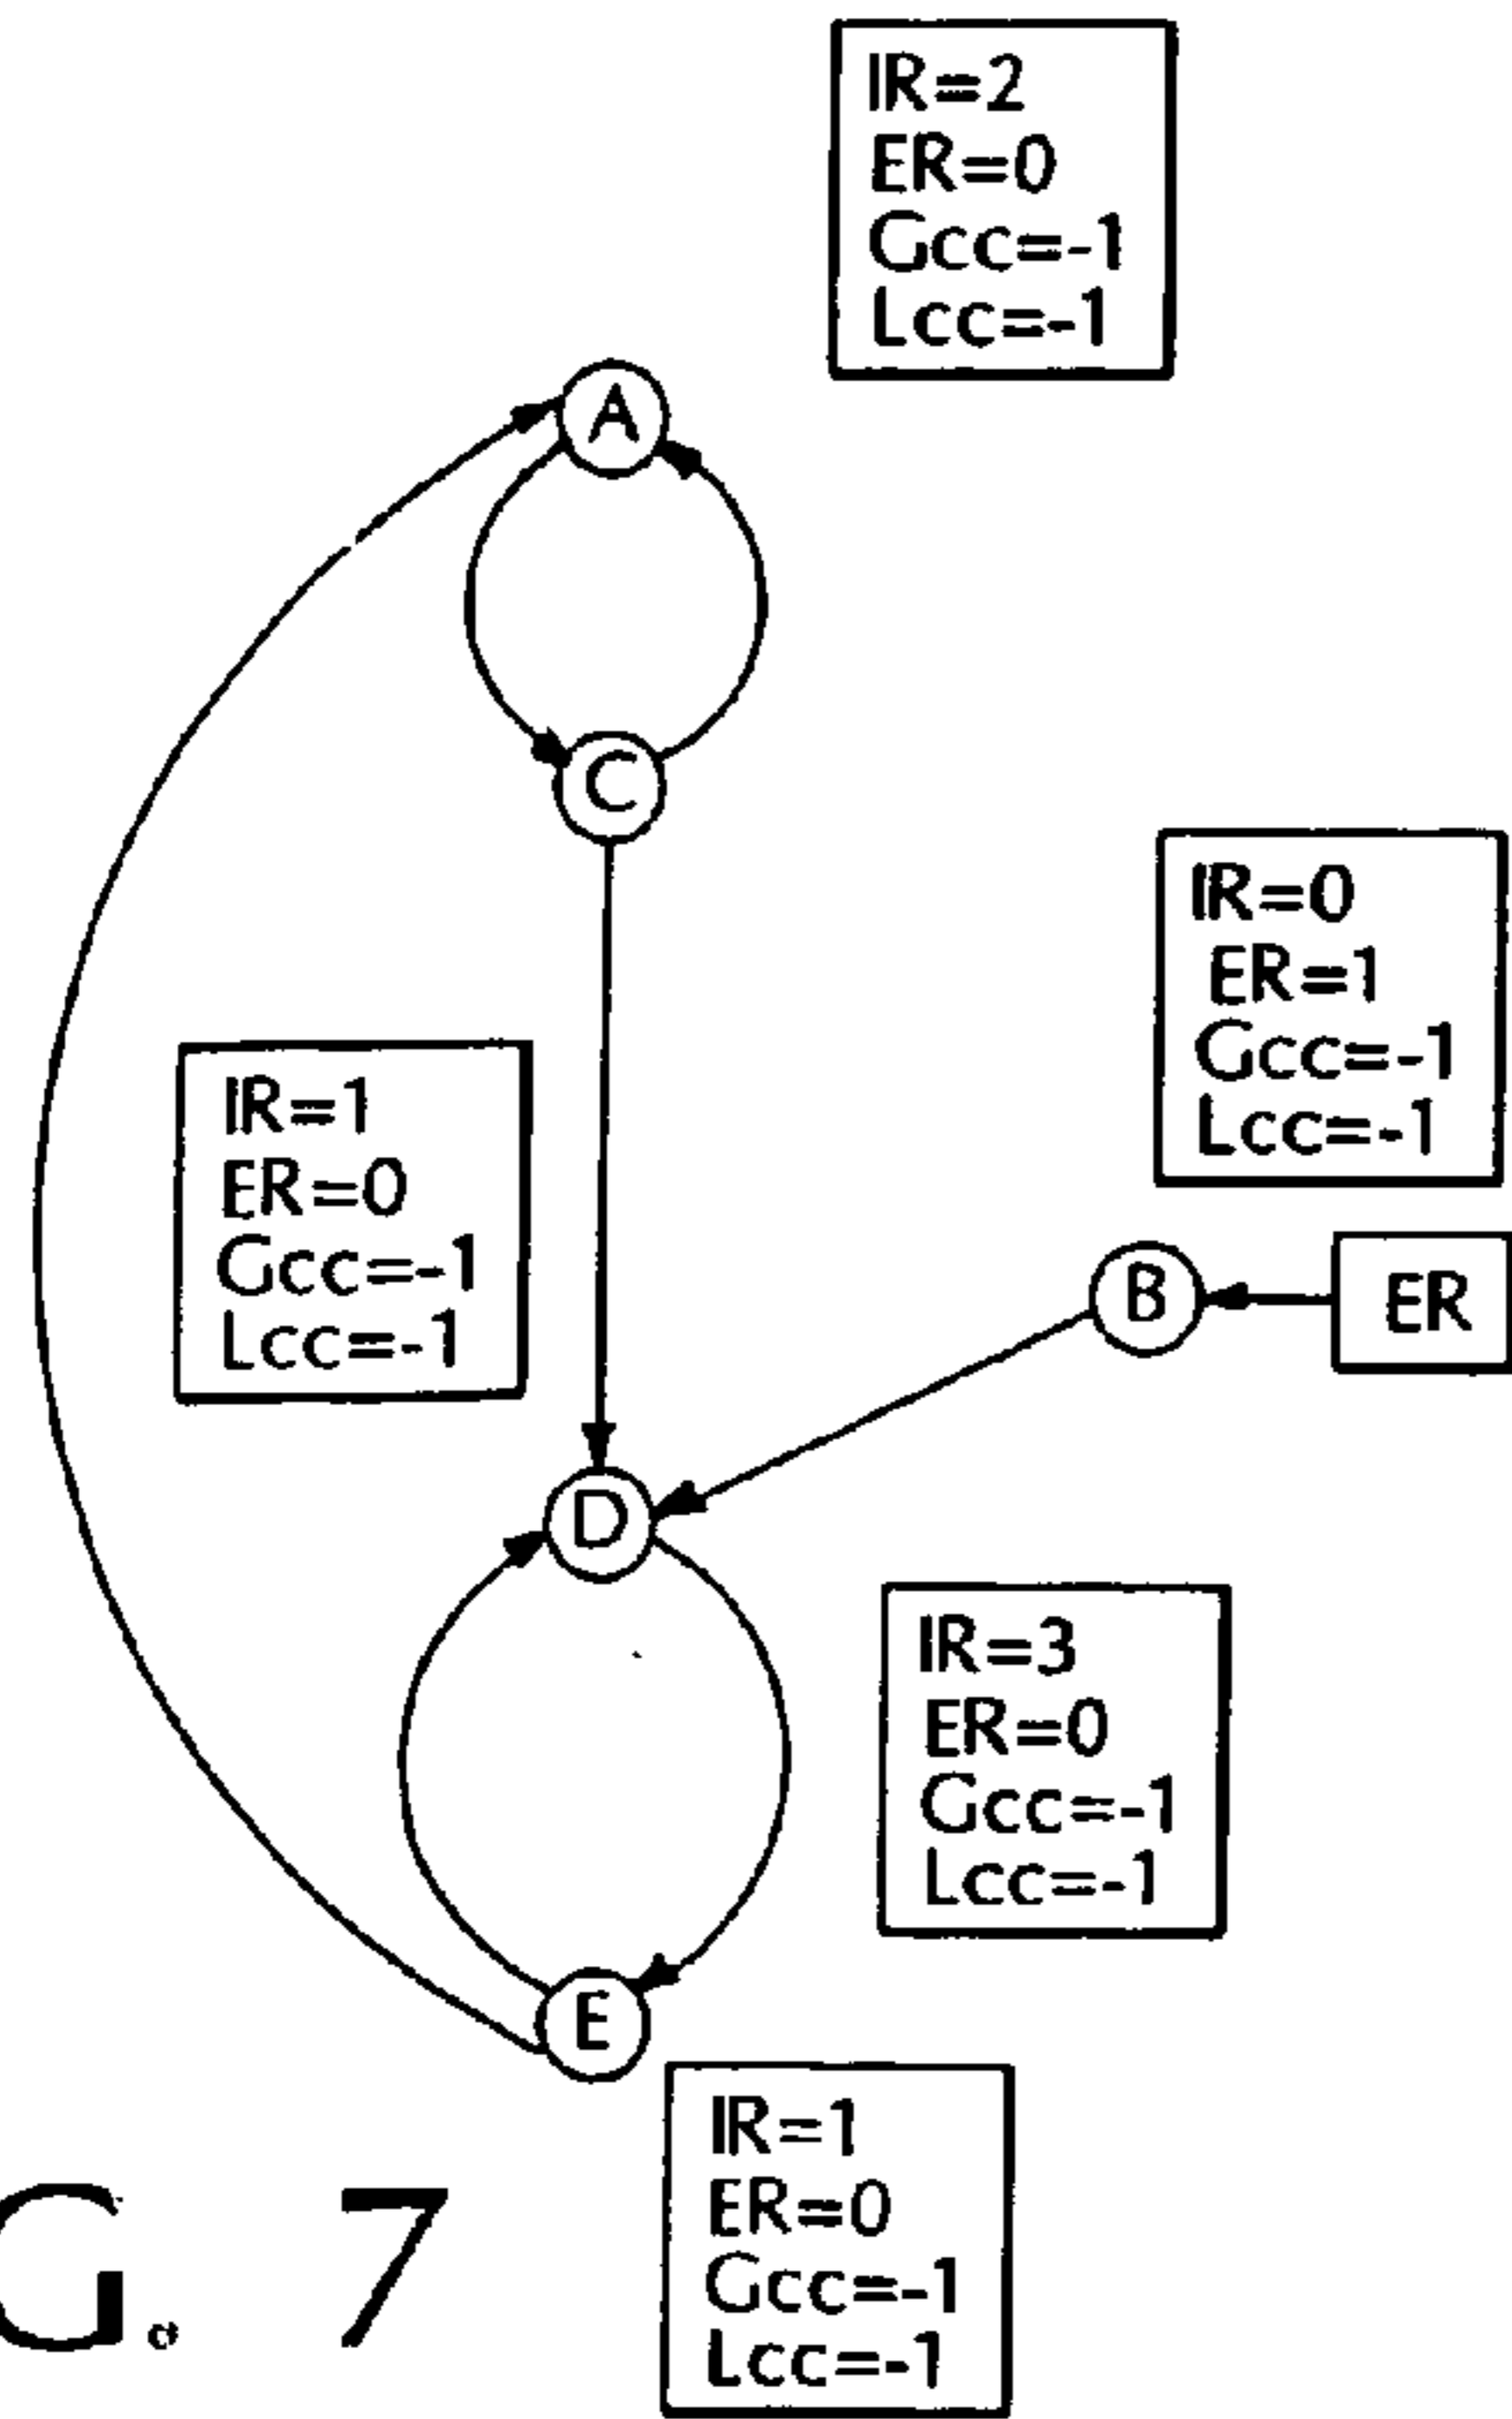 IR=2
ER=0
Gcc=-1
Lcc=-1
A
C
IR=0
ER=1
Gcc=-1
Lcc=-1
IR=1
ER=0
Gcc=-1
Lcc=-1
B
ER
D
IR=3
ER=0
Gcc=-1
Lcc=-1
E
IR=1
ER=0
Gcc=-1
Lcc=-1
G. 7